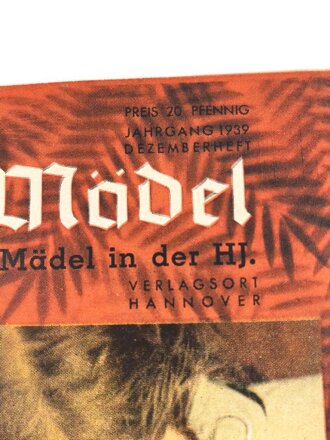 PREIS 20 PFENNIG
JAHRGANG 1939
DEZEMBERHEFT
Mädel
Mädel in der HJ.
VERLAGSORT
HANNOVER